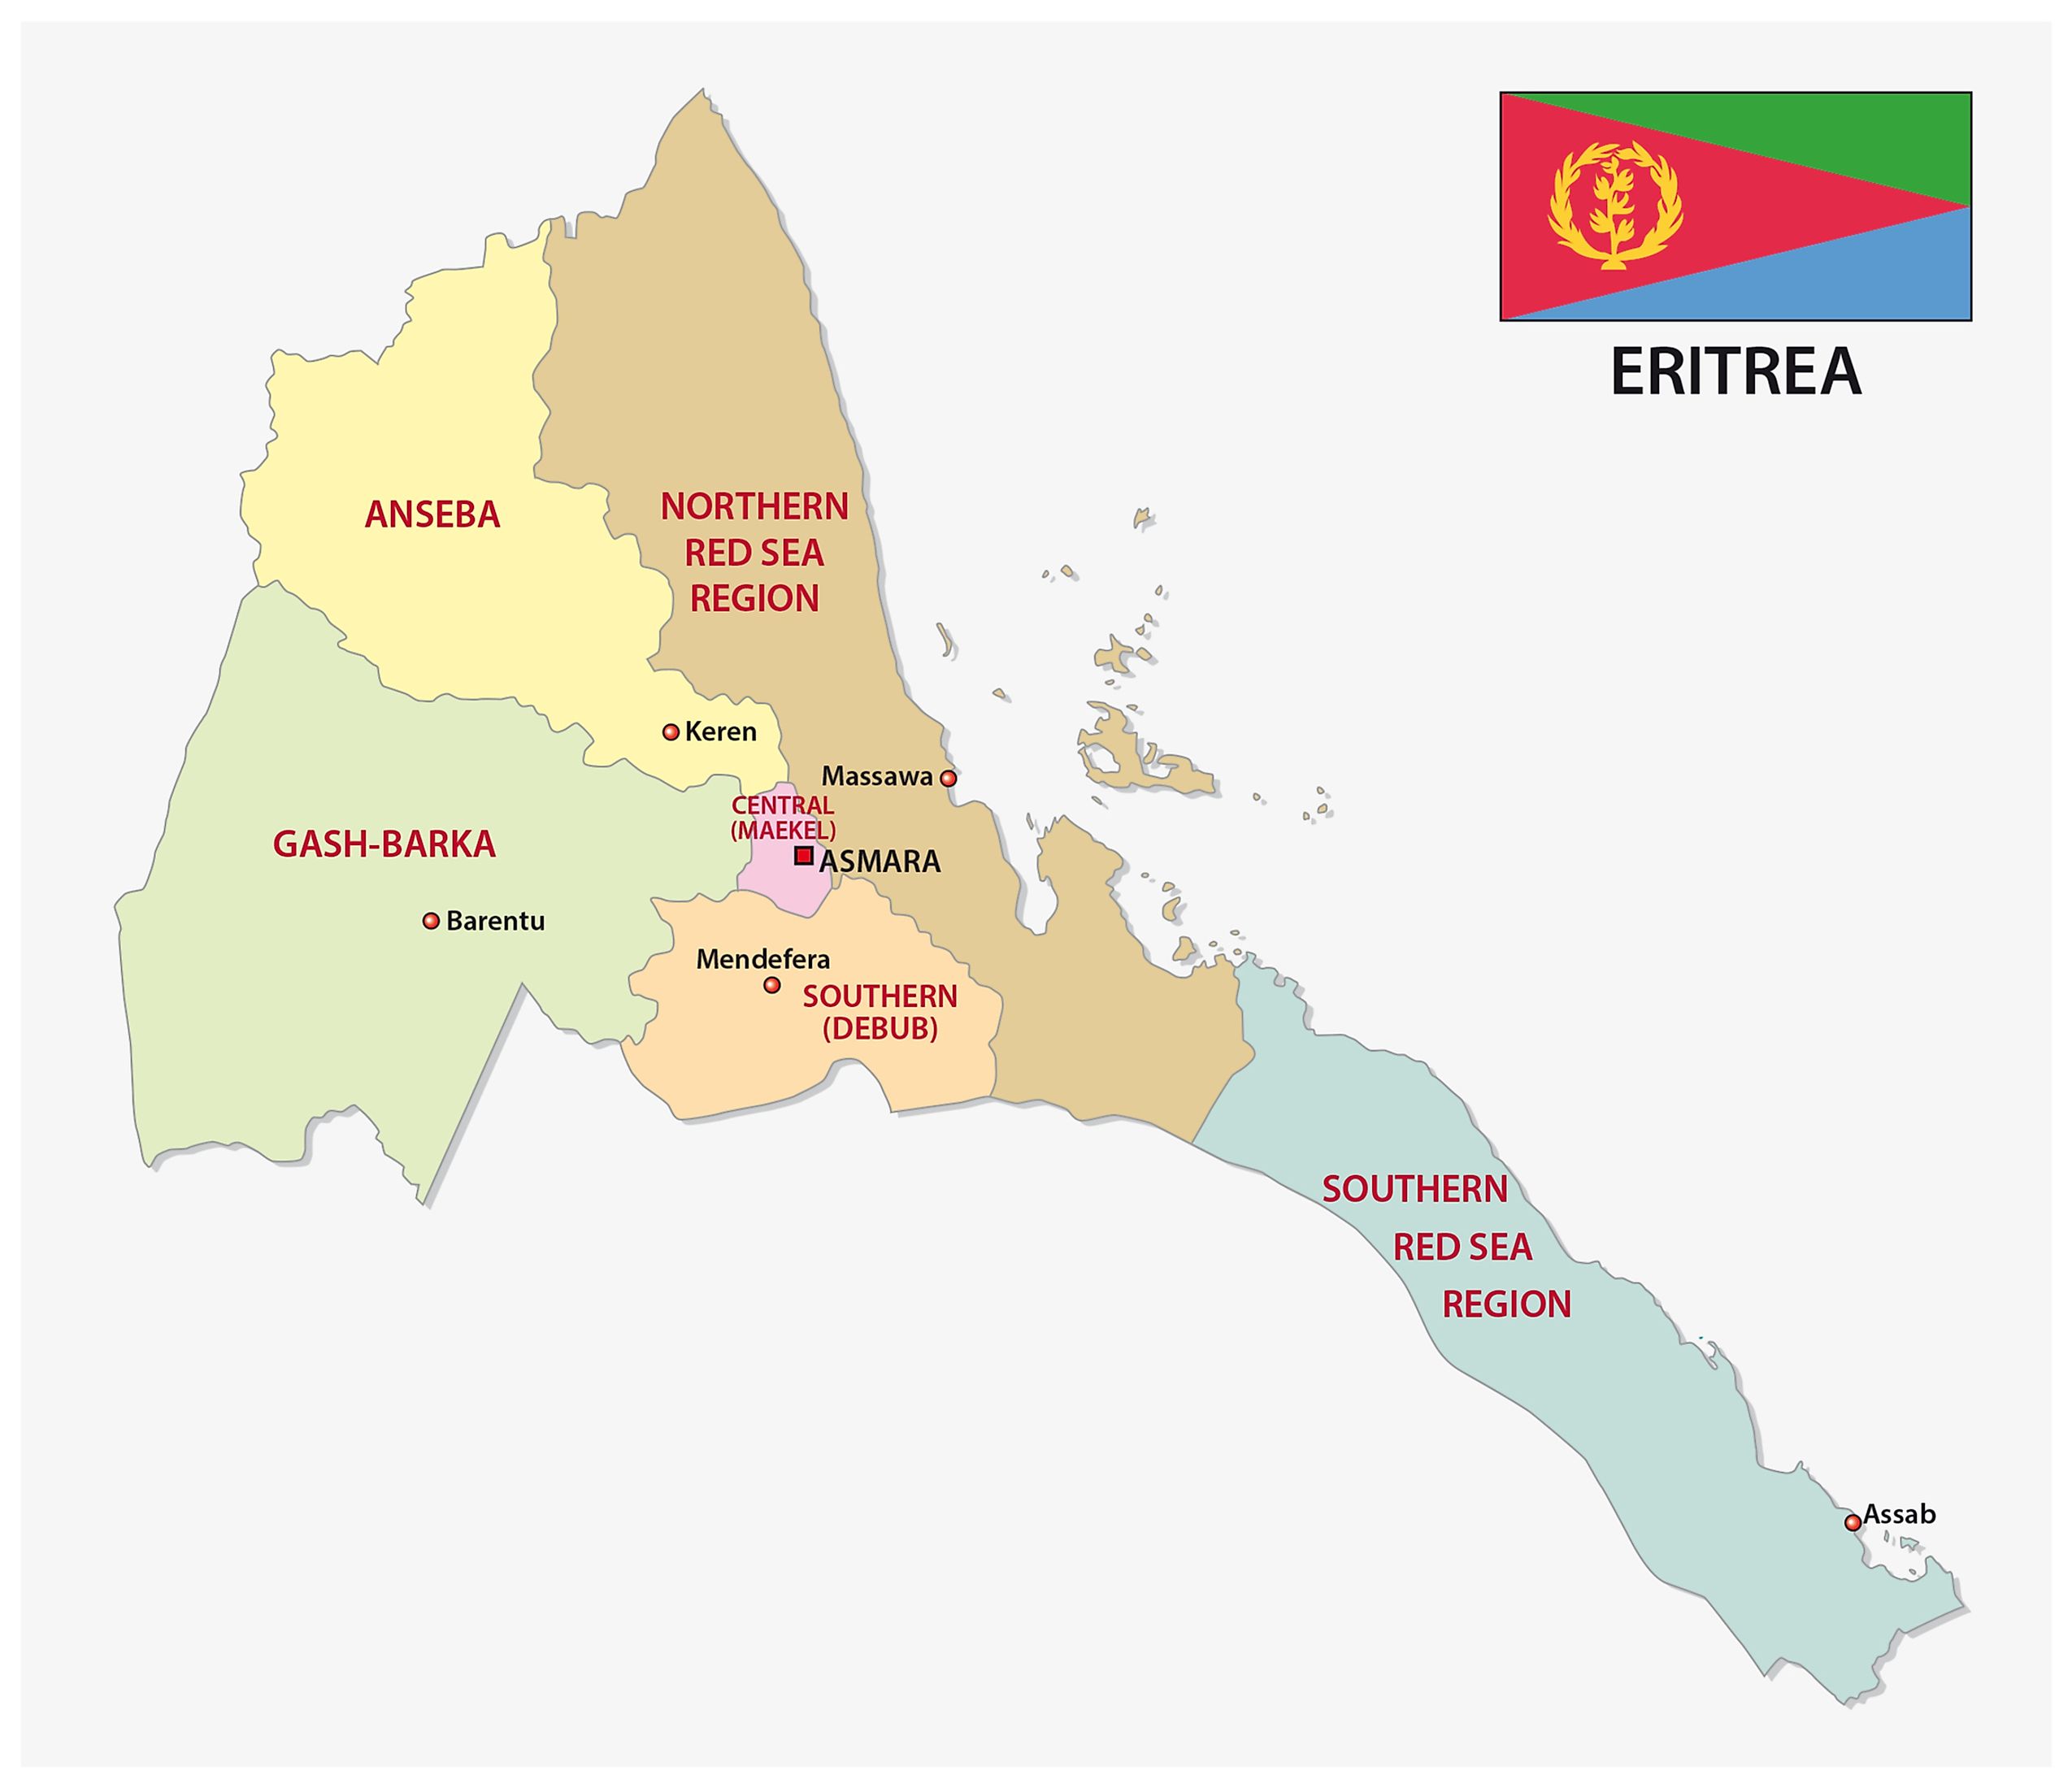 ERITREA
ANSEBA
NORTHERN
RED SEA
REGION
Keren
Massawa
CENTRAL
(MAEKEL)
GASH-BARKA
ASMARA
Barentu
Mendefera
SOUTHERN
(DEBUB)
SOUTHERN
RED SEA
REGION
Assab